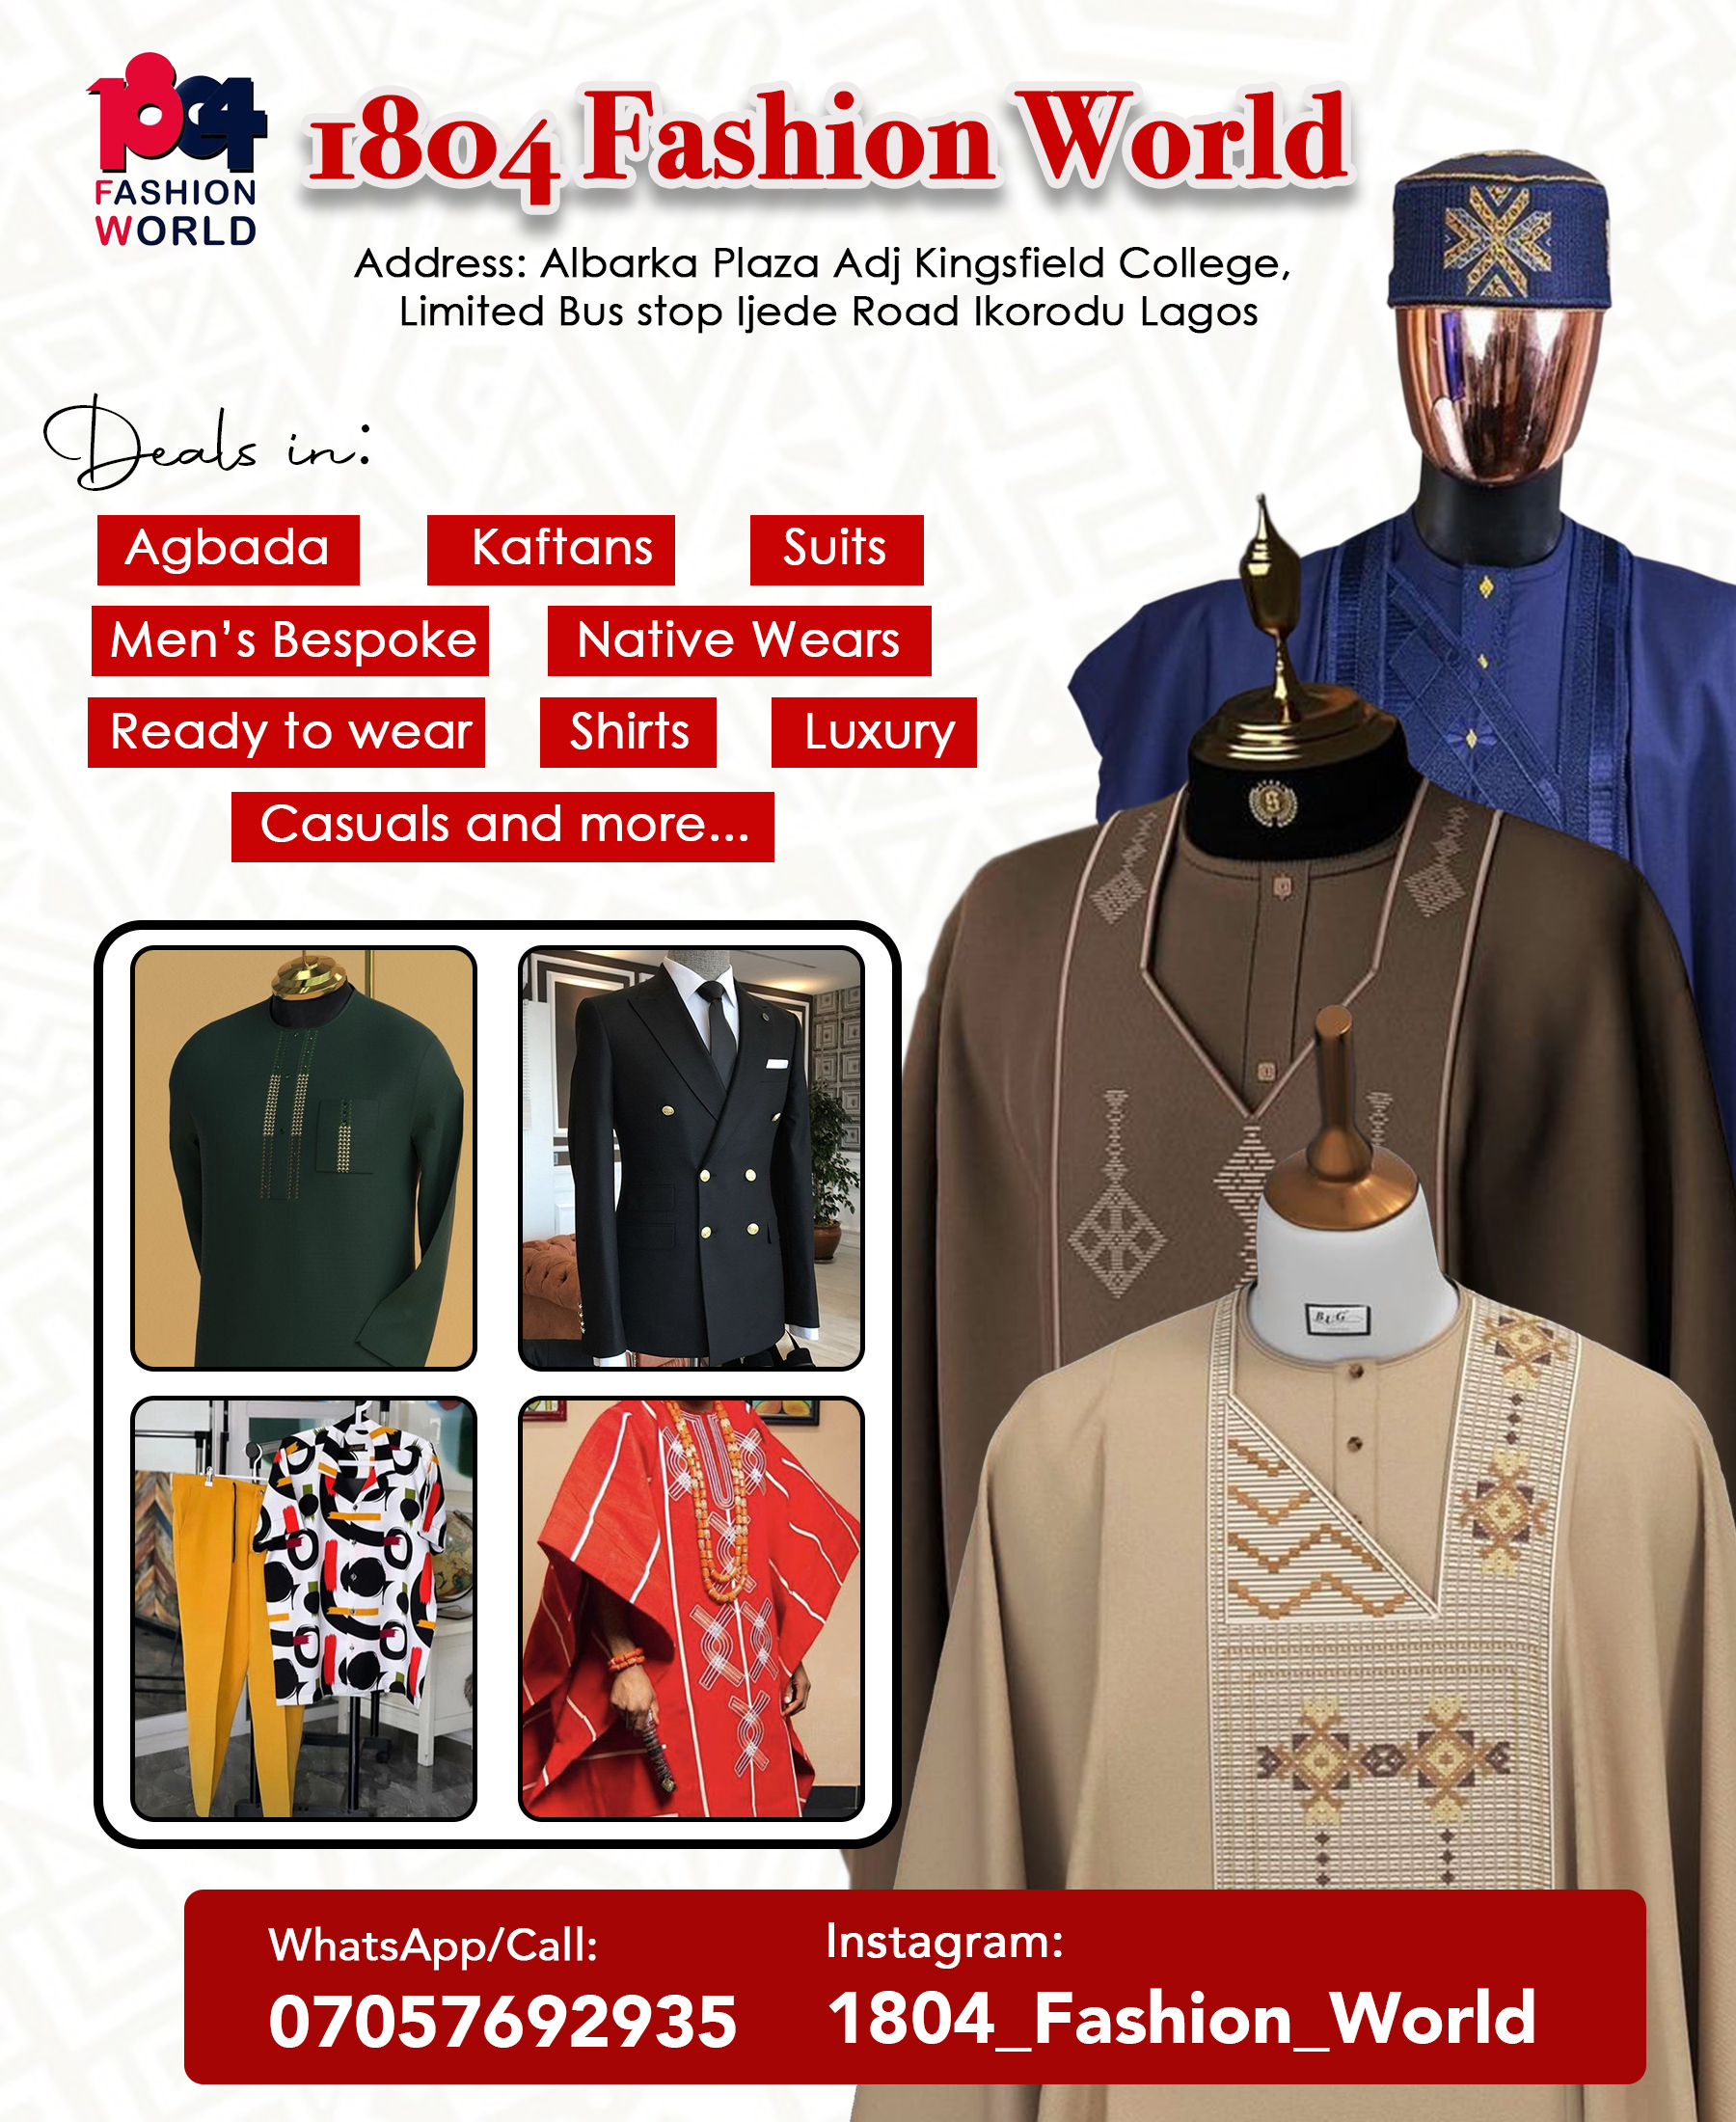 1804
FASHION
WORLD
1804 Fashion World
Address: Albarka Plaza Adj Kingsfield College,
Limited Bus stop Ijede Road Ikorodu Lagos
Deals in:
Agbada
Kaftans
Suits
Men's Bespoke
Native Wears
Ready to wear
Shirts
Luxury
Casuals and more...
S
WhatsApp/Call:
07057692935
Instagram:
1804_Fashion_World